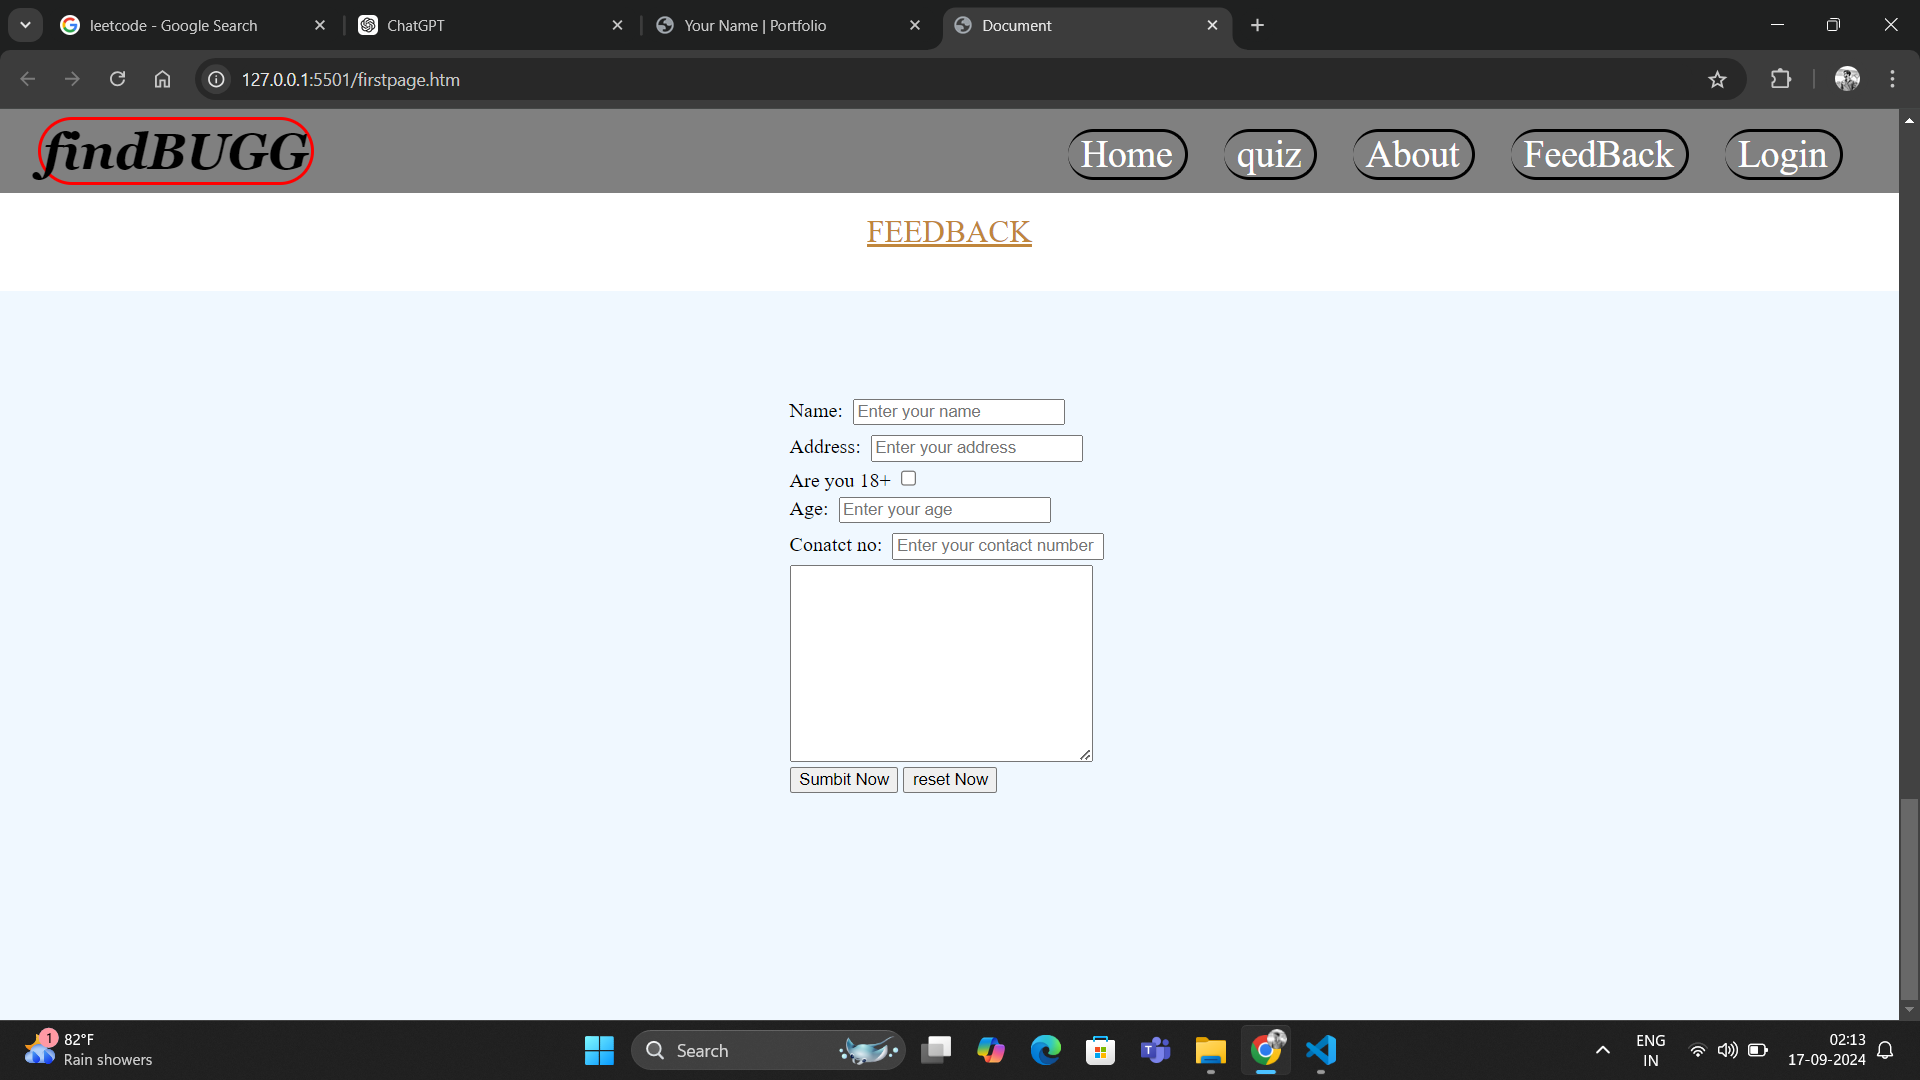 leetcode - Google Search
ChatGPT
Your Name | Portfolio
Document
127.0.0.1:5501/firstpage.htm
findBUGG
Home
quiz
About
FeedBack
Login
FEEDBACK
Name: Enter your name
Address: Enter your address
Are you 18+
Age: Enter your age
Conatct no: Enter your contact number
Sumbit Now reset Now
1
82°F
Rain showers
Search
ENG
IN
02:13
17-09-2024